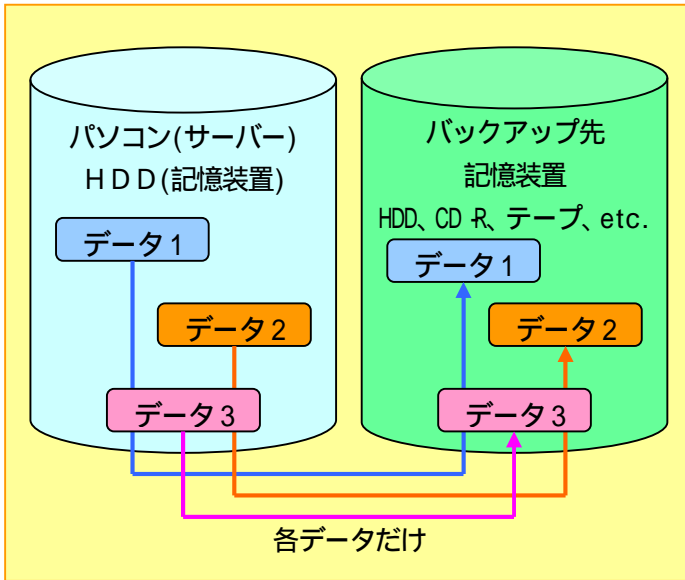 パソコン(サーバー)
ＨＤＤ(記憶装置)
データ1
データ2
データ3
バックアップ先
記憶装置
HDD、CD-R、テープ、etc.
データ1
データ2
データ3
各データだけ